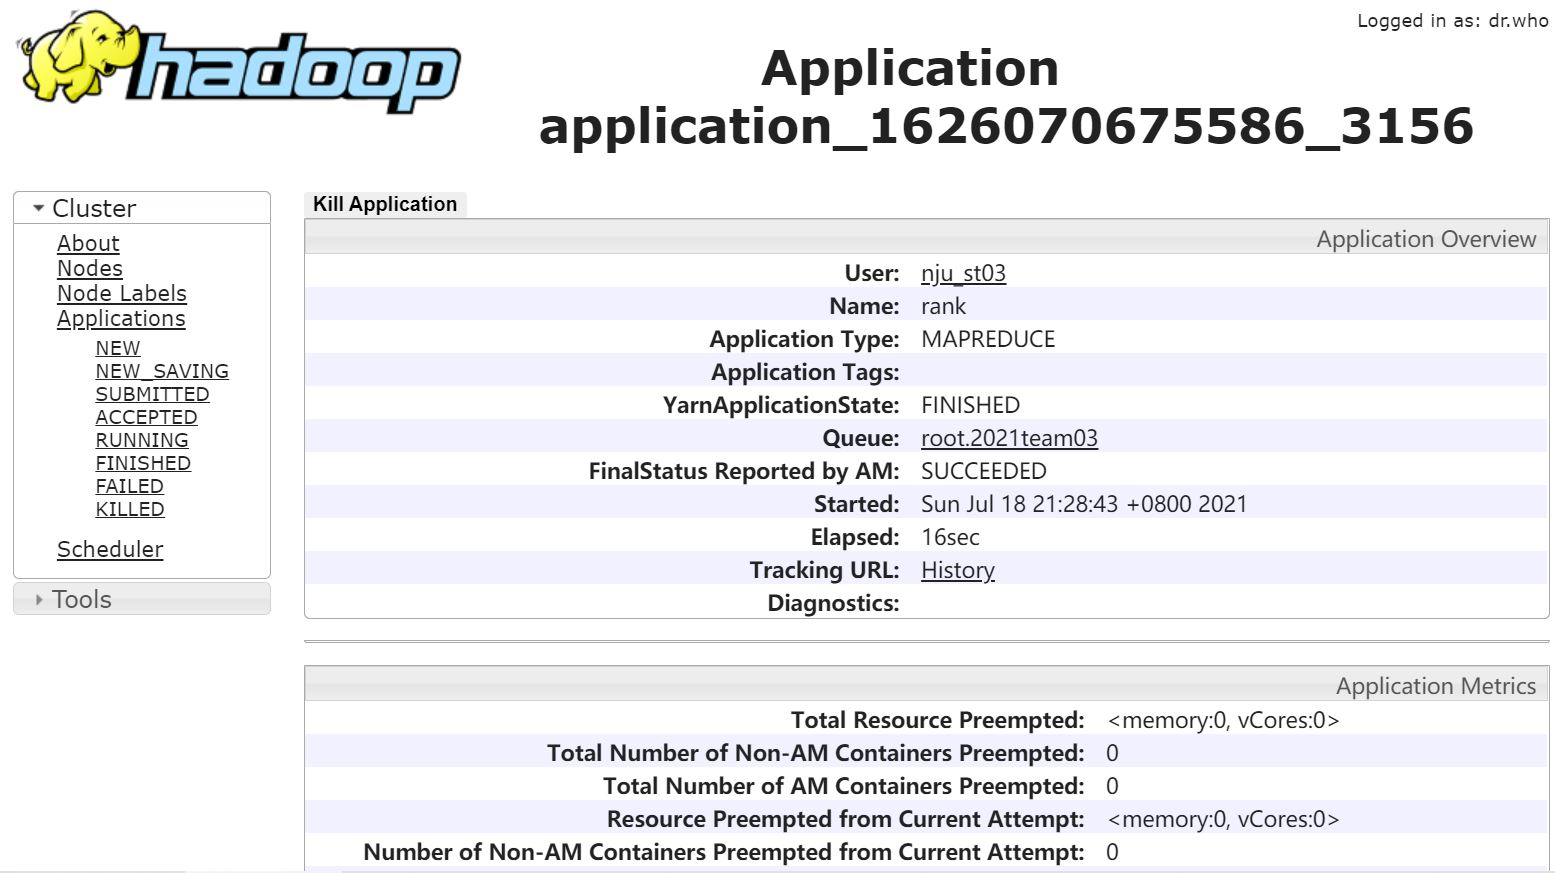 hadoop
Logged in as: dr.who
Application
application_1626070675586_3156
Cluster
About
Nodes
Node Labels
Applications
NEW
NEW_SAVING
SUBMITTED
ACCEPTED
RUNNING
FINISHED
FAILED
KILLED
Scheduler
Tools
Kill Application
Application Overview
User: nju_st03
Name: rank
Application Type: MAPREDUCE
Application Tags:
YarnApplicationState: FINISHED
Queue: root.2021team03
FinalStatus Reported by AM: SUCCEEDED
Started: Sun Jul 18 21:28:43 +0800 2021
Elapsed: 16sec
Tracking URL: History
Diagnostics:
Application Metrics
Total Resource Preempted: <memory:0, vCores:0>
Total Number of Non-AM Containers Preempted: 0
Total Number of AM Containers Preempted: 0
Resource Preempted from Current Attempt: <memory:0, vCores:0>
Number of Non-AM Containers Preempted from Current Attempt: 0